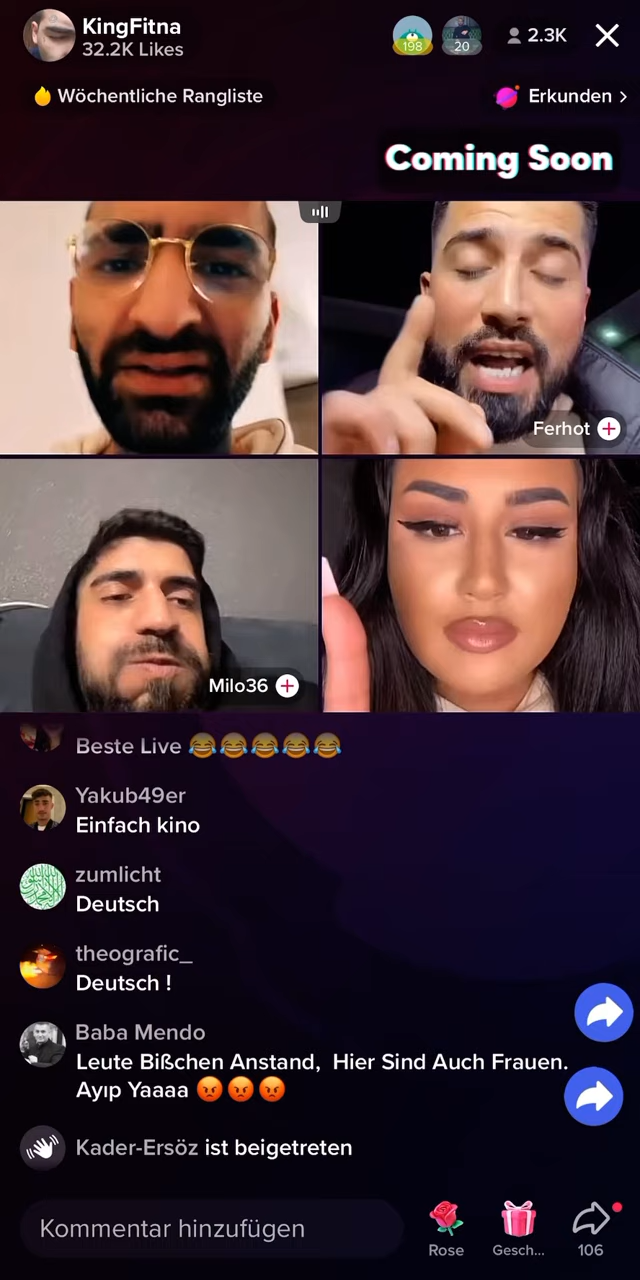 KingFitna
32.2K Likes
198
20
2.3K
Wöchentliche Rangliste
Erkunden
Coming Soon
Ferhot
Milo36
Beste Live 😂😂😂😂😂
Yakub49er
Einfach kino
zumlicht
Deutsch
theografic_
Deutsch !
Baba Mendo
Leute Bißchen Anstand, Hier Sind Auch Frauen.
Ayıp Yaaaa 😡😡😡
Kader-Ersöz ist beigetreten
Kommentar hinzufügen
Rose
Gesch...
106